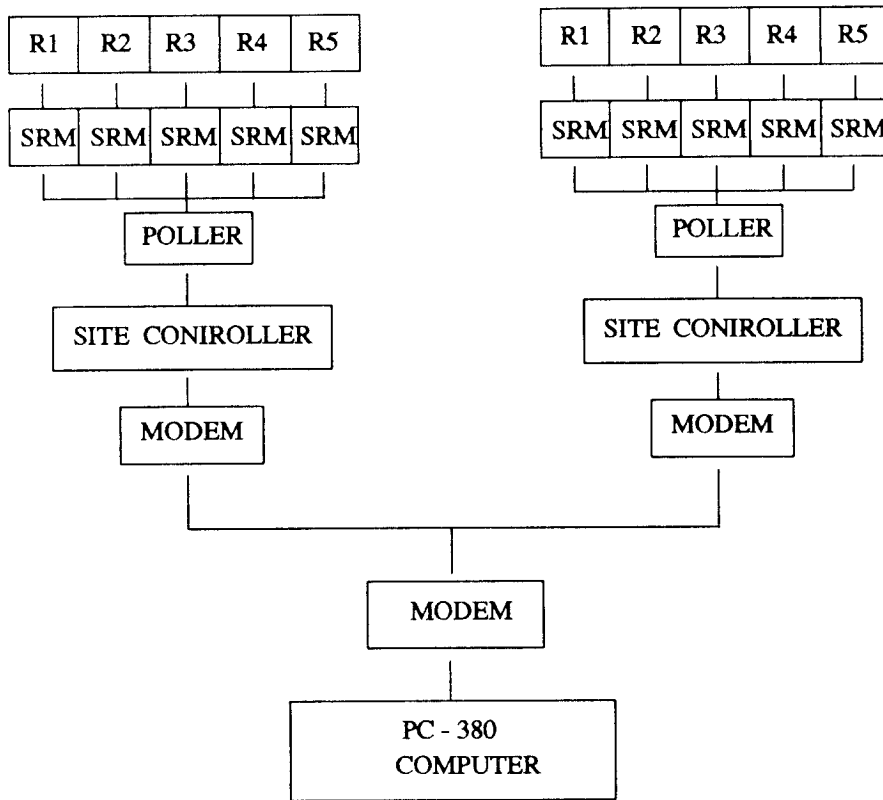 R1 R2 R3 R4 R5
SRM SRM SRM SRM SRM
POLLER
SITE CONIROLLER
MODEM
R1 R2 R3 R4 R5
SRM SRM SRM SRM SRM
POLLER
SITE CONIROLLER
MODEM
MODEM
PC - 380
COMPUTER